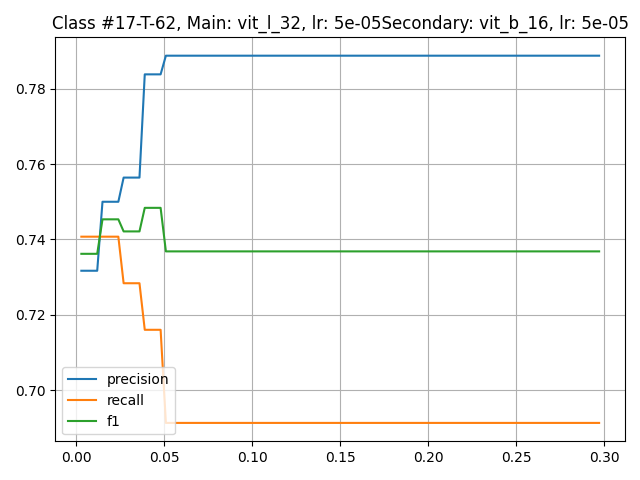 Class #17-T-62, Main: vit_l_32, lr: 5e-05Secondary: vit_b_16, lr: 5e-05
0.78
0.76
0.74
0.72
0.70
precision
recall
f1
0.00 0.05 0.10 0.15 0.20 0.25 0.30